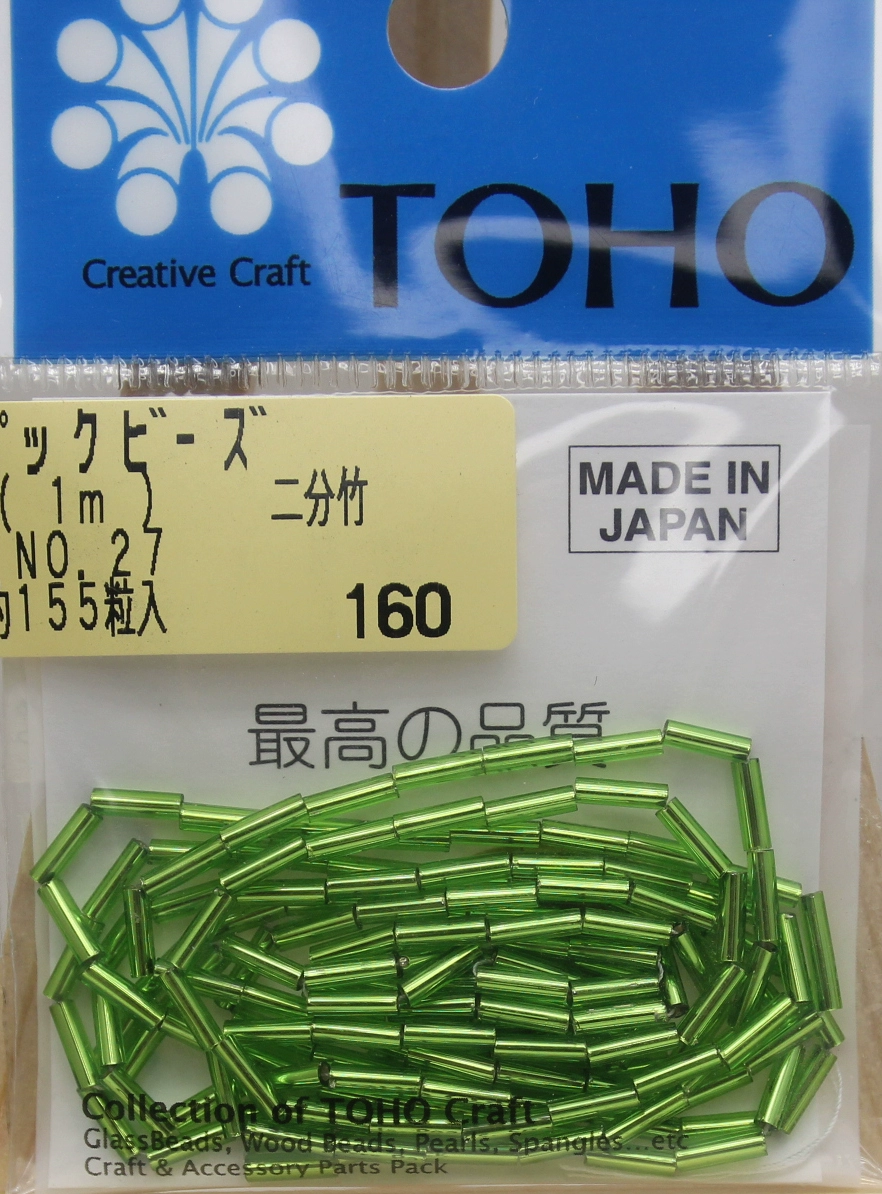 Creative Craft
TOHO
ックビーズ
(1m) 二分竹
NO.27
約155粒入 160
MADE IN
JAPAN
最高の品質
Collection of TOHO Craft
GlassBeads, Wood Beads, Pearls, Spangles...etc
Craft & Accessory Parts Pack